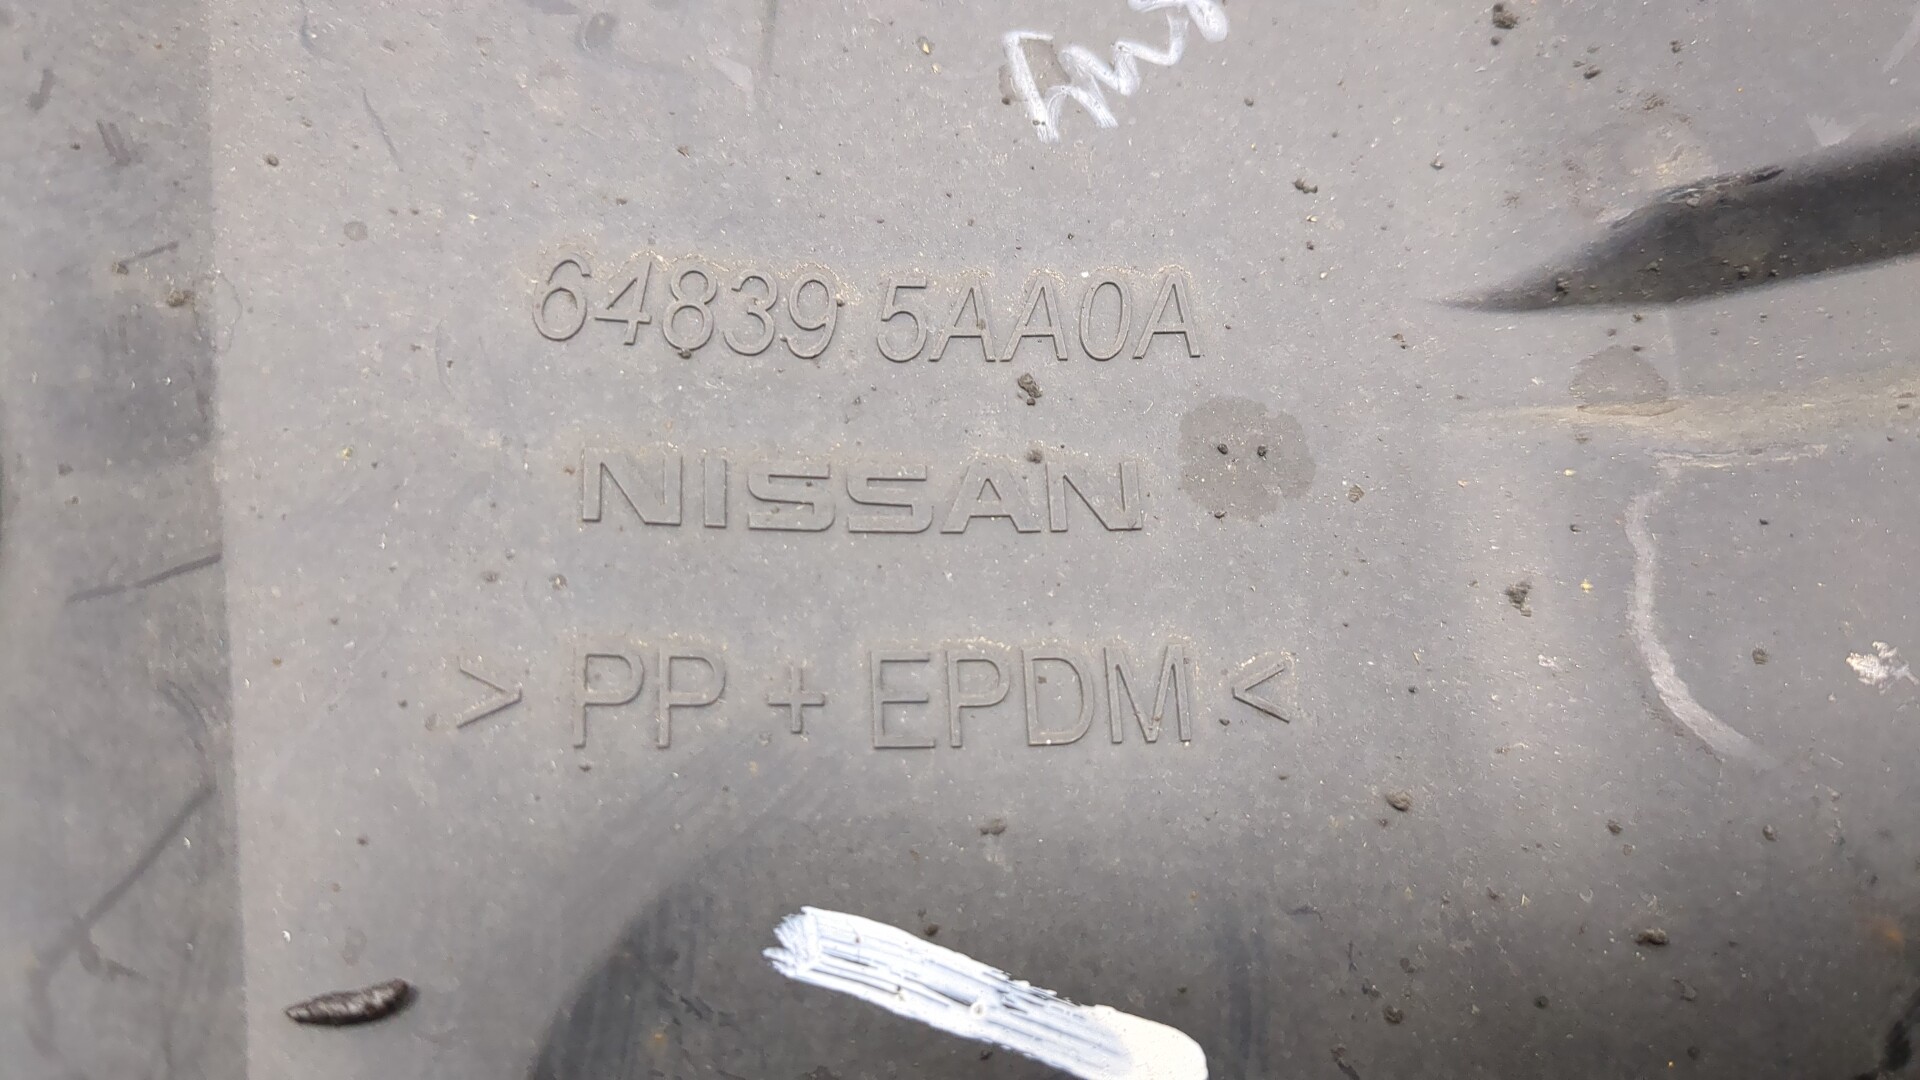 64839 5AA0A
NISSAN
> PP + EPDM <